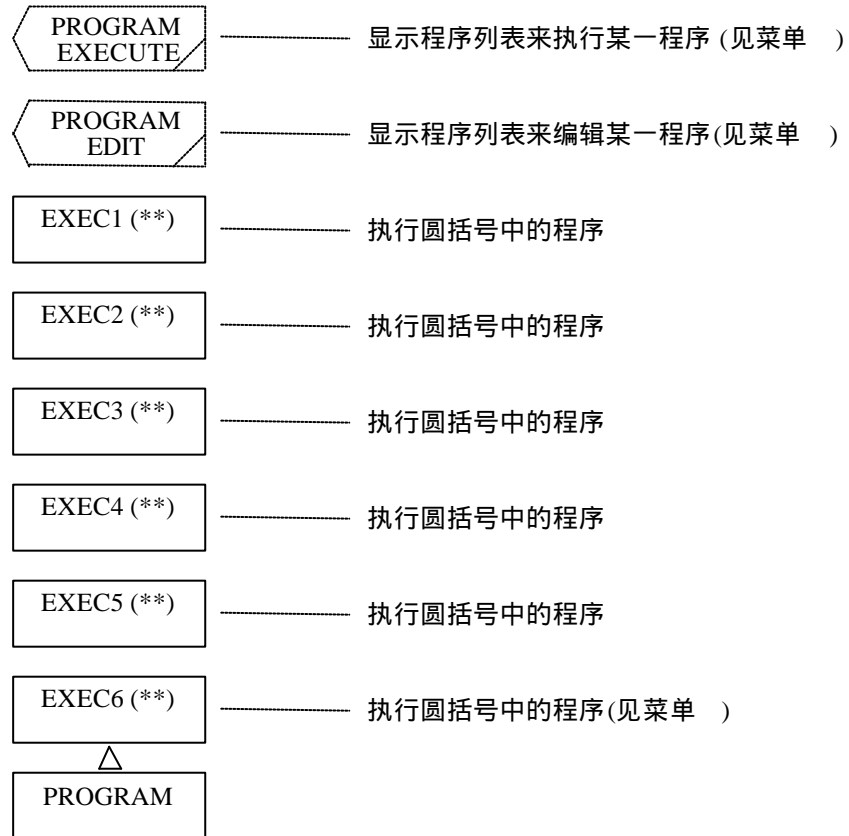 PROGRAM
EXECUTE
显示程序列表来执行某一程序 (见菜单 )
PROGRAM
EDIT
显示程序列表来编辑某一程序(见菜单 )
EXEC1 (**)
执行圆括号中的程序
EXEC2 (**)
执行圆括号中的程序
EXEC3 (**)
执行圆括号中的程序
EXEC4 (**)
执行圆括号中的程序
EXEC5 (**)
执行圆括号中的程序
EXEC6 (**)
执行圆括号中的程序(见菜单 )
PROGRAM